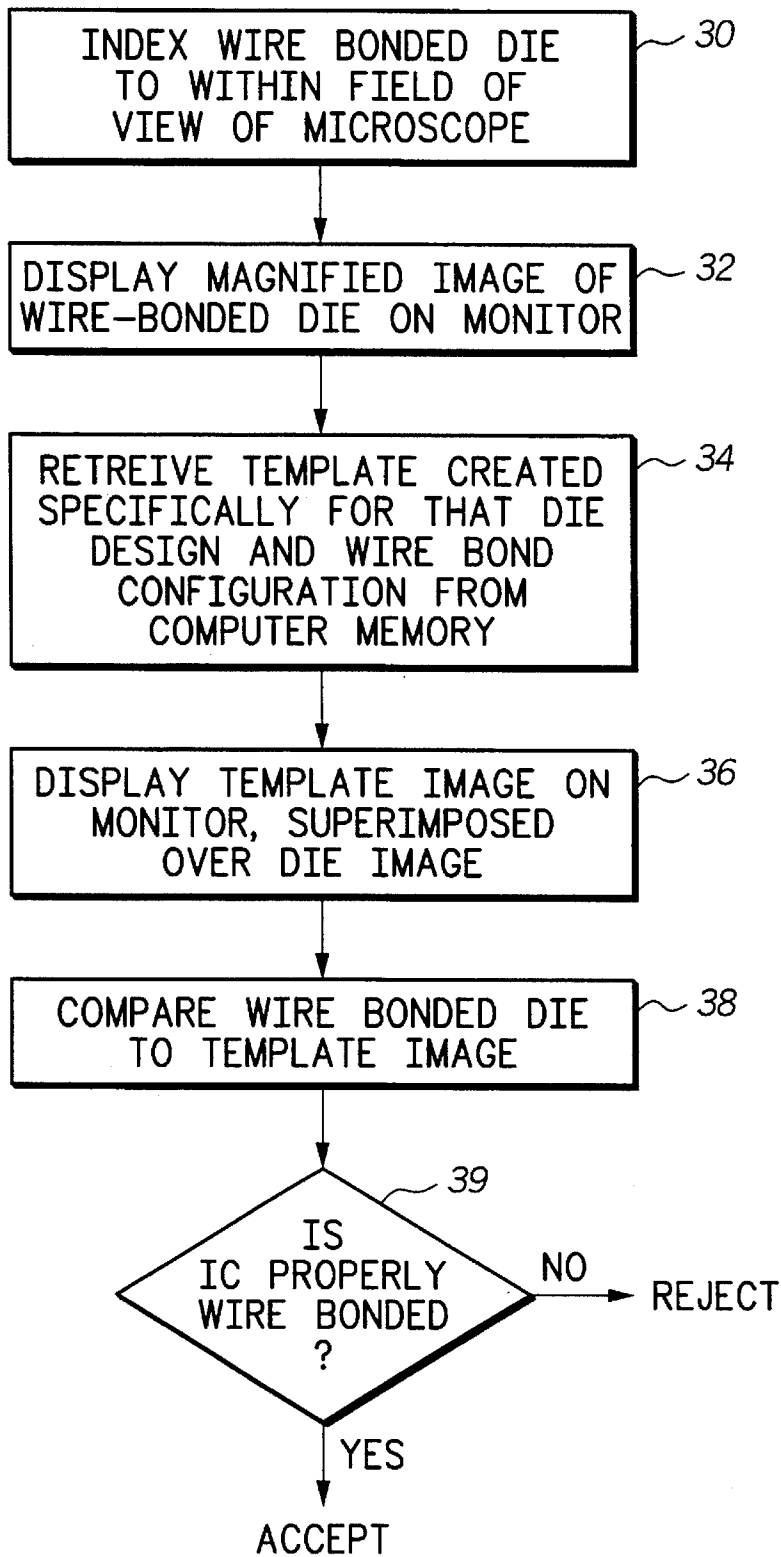 INDEX WIRE BONDED DIE
TO WITHIN FIELD OF
VIEW OF MICROSCOPE
30
DISPLAY MAGNIFIED IMAGE OF
WIRE-BONDED DIE ON MONITOR
32
RETREIVE TEMPLATE CREATED
SPECIFICALLY FOR THAT DIE
DESIGN AND WIRE BOND
CONFIGURATION FROM
COMPUTER MEMORY
34
DISPLAY TEMPLATE IMAGE ON
MONITOR, SUPERIMPOSED
OVER DIE IMAGE
36
COMPARE WIRE BONDED DIE
TO TEMPLATE IMAGE
38
39
IS
IC PROPERLY
WIRE BONDED
?
NO
REJECT
YES
ACCEPT